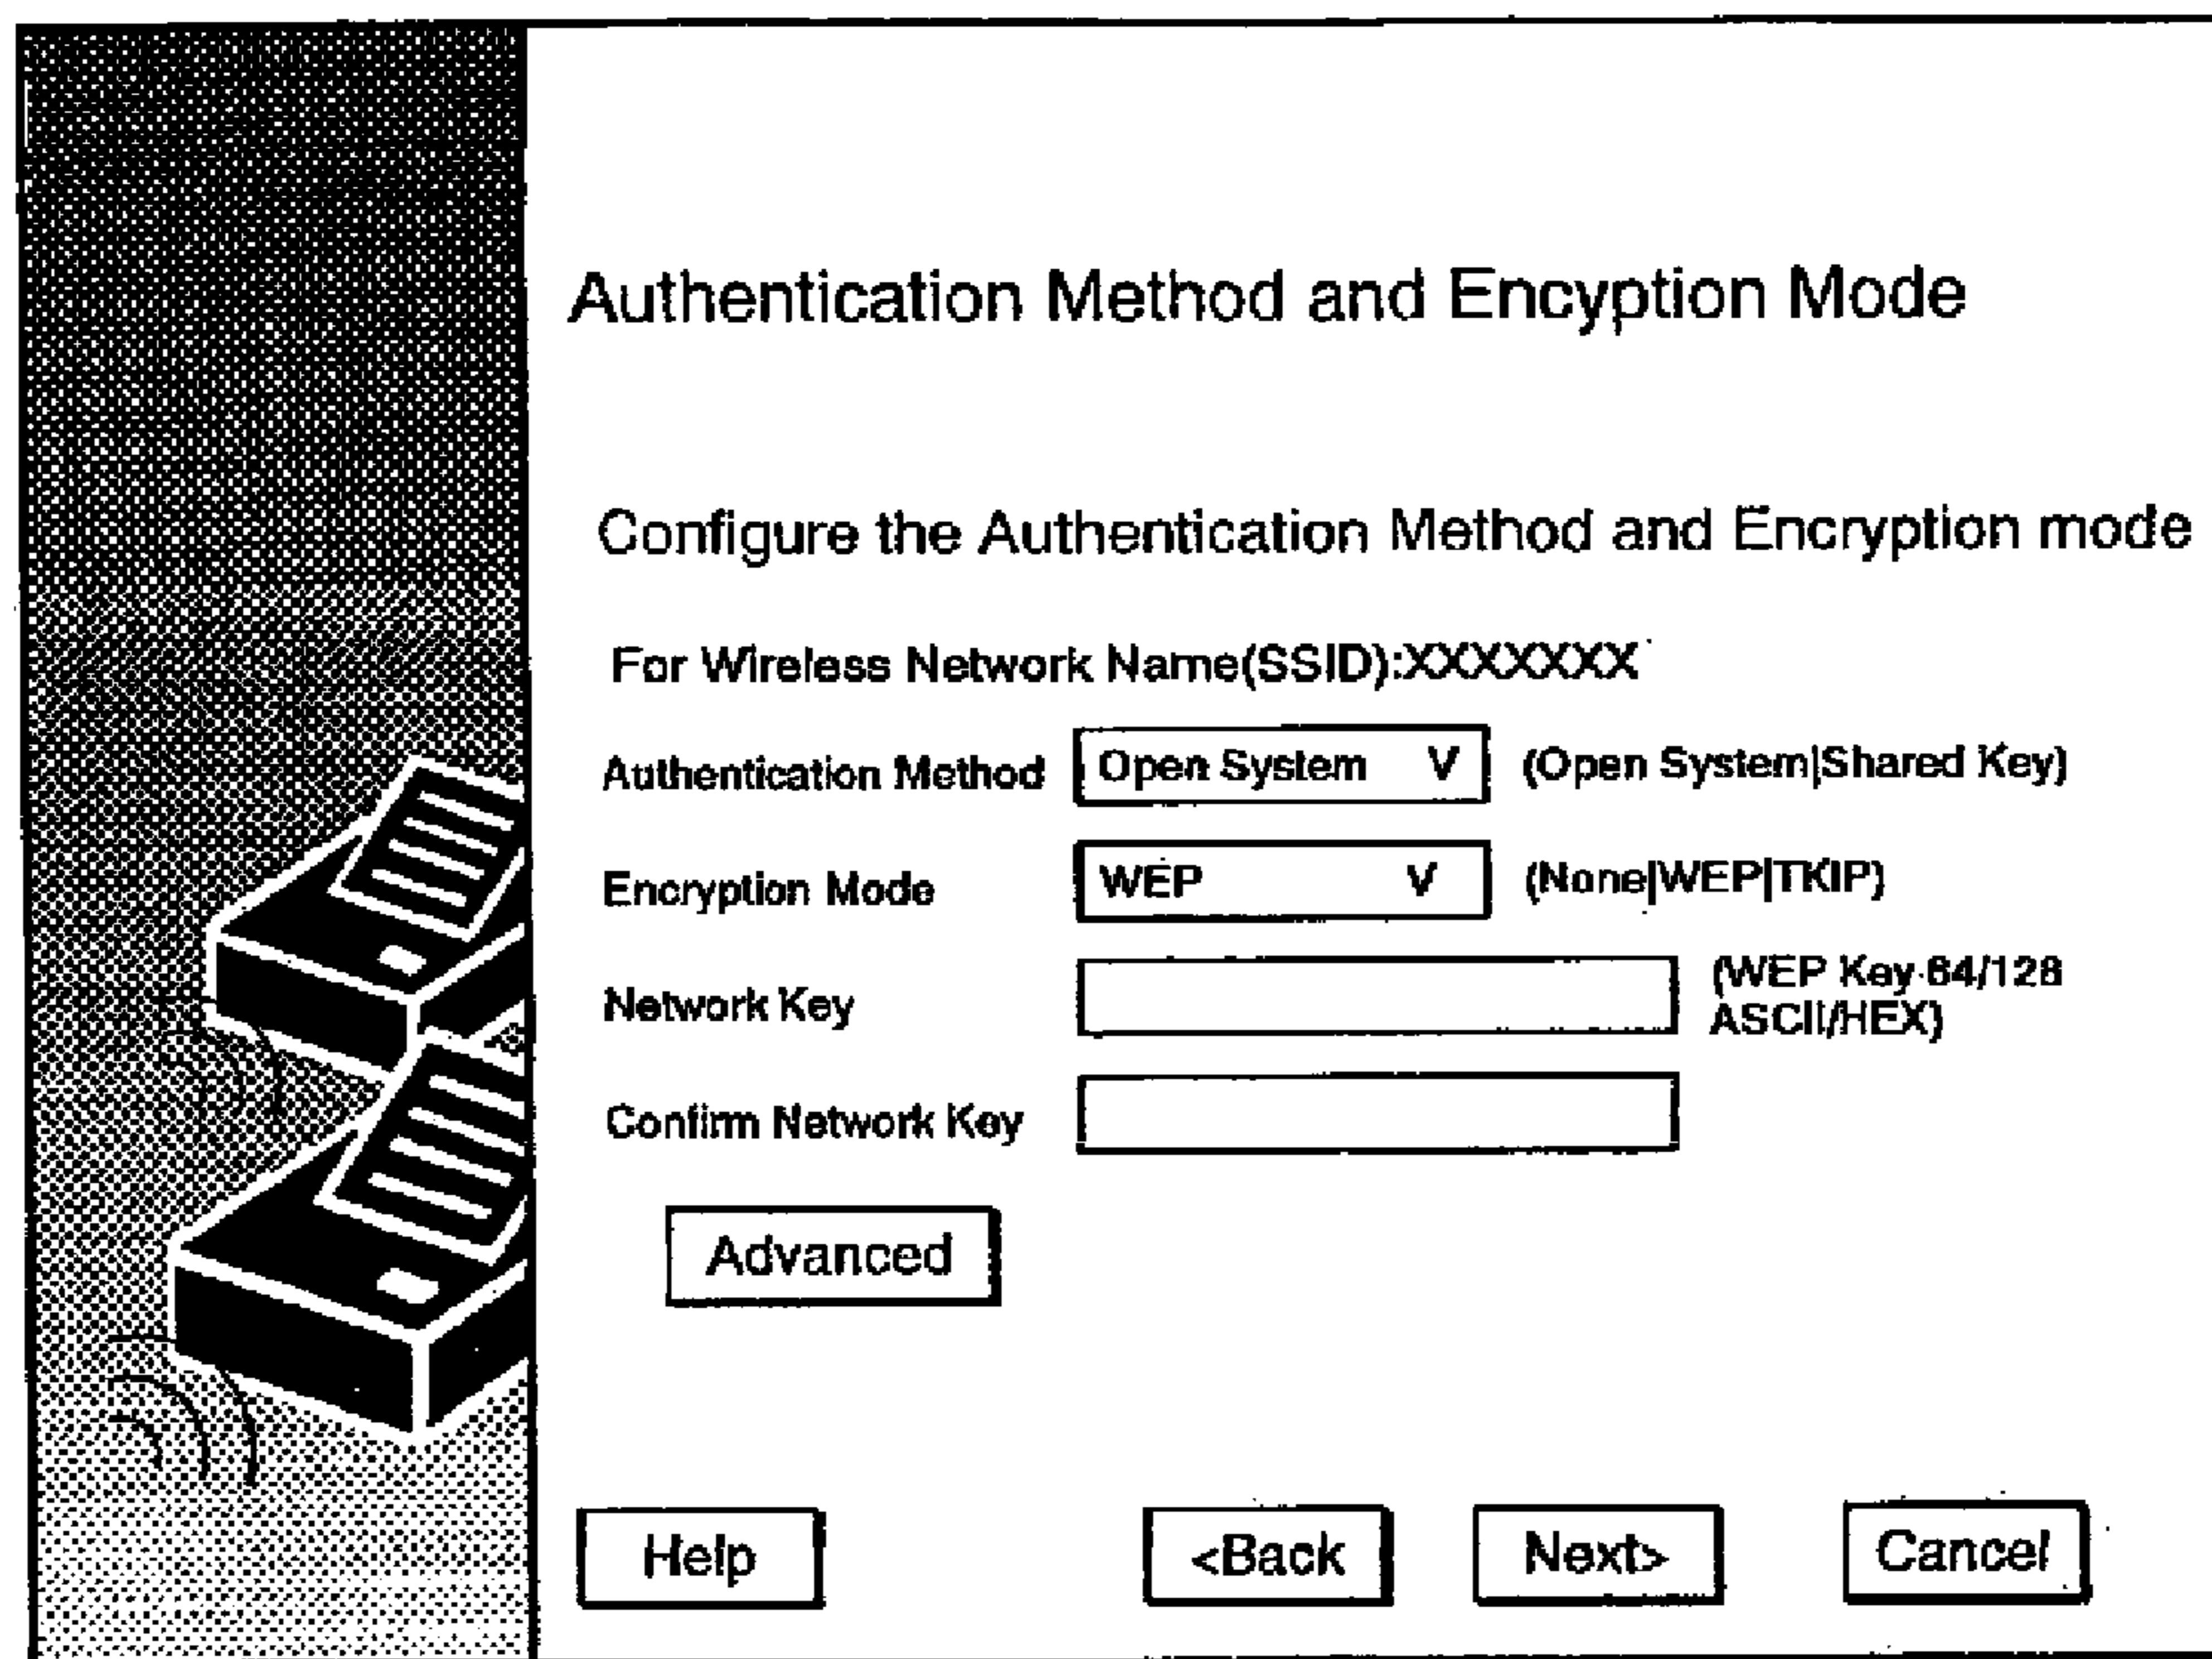 Authentication Method and Encyption Mode
Configure the Authentication Method and Encryption mode
For Wireless Network Name(SSID):XXXXXXX
Authentication Method Open System V (Open System|Shared Key)
Encryption Mode WEP V (None|WEP|TKIP)
Network Key (WEP Key 64/128
ASCII/HEX)
Confirm Network Key
Advanced
Help <Back Next> Cancel